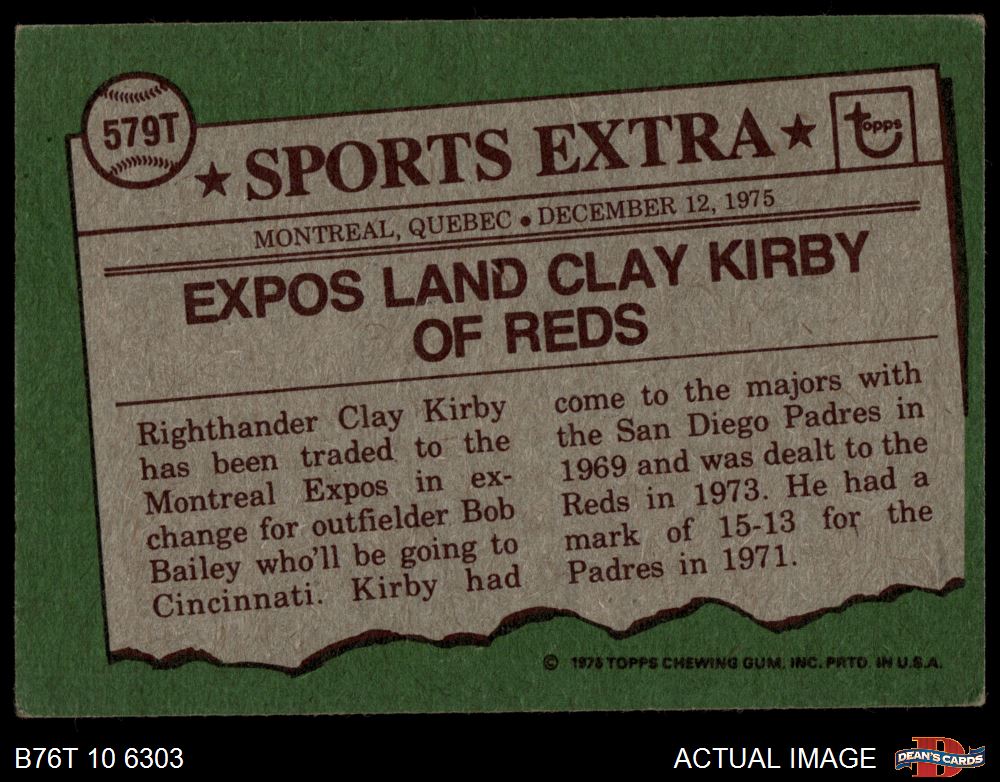 579T
★ SPORTS EXTRA ★
Topps
MONTREAL, QUEBEC • DECEMBER 12, 1975
EXPOS LAND CLAY KIRBY
OF REDS
Righthander Clay Kirby
has been traded to the
Montreal Expos in ex-
change for outfielder Bob
Bailey who'll be going to
Cincinnati. Kirby had
come to the majors with
the San Diego Padres in
1969 and was dealt to the
Reds in 1973. He had a
mark of 15-13 for the
Padres in 1971.
© 1976 TOPPS CHEWING GUM, INC. PRTD. IN U.S.A.
B76T 10 6303
ACTUAL IMAGE
D
DEAN'S CARDS